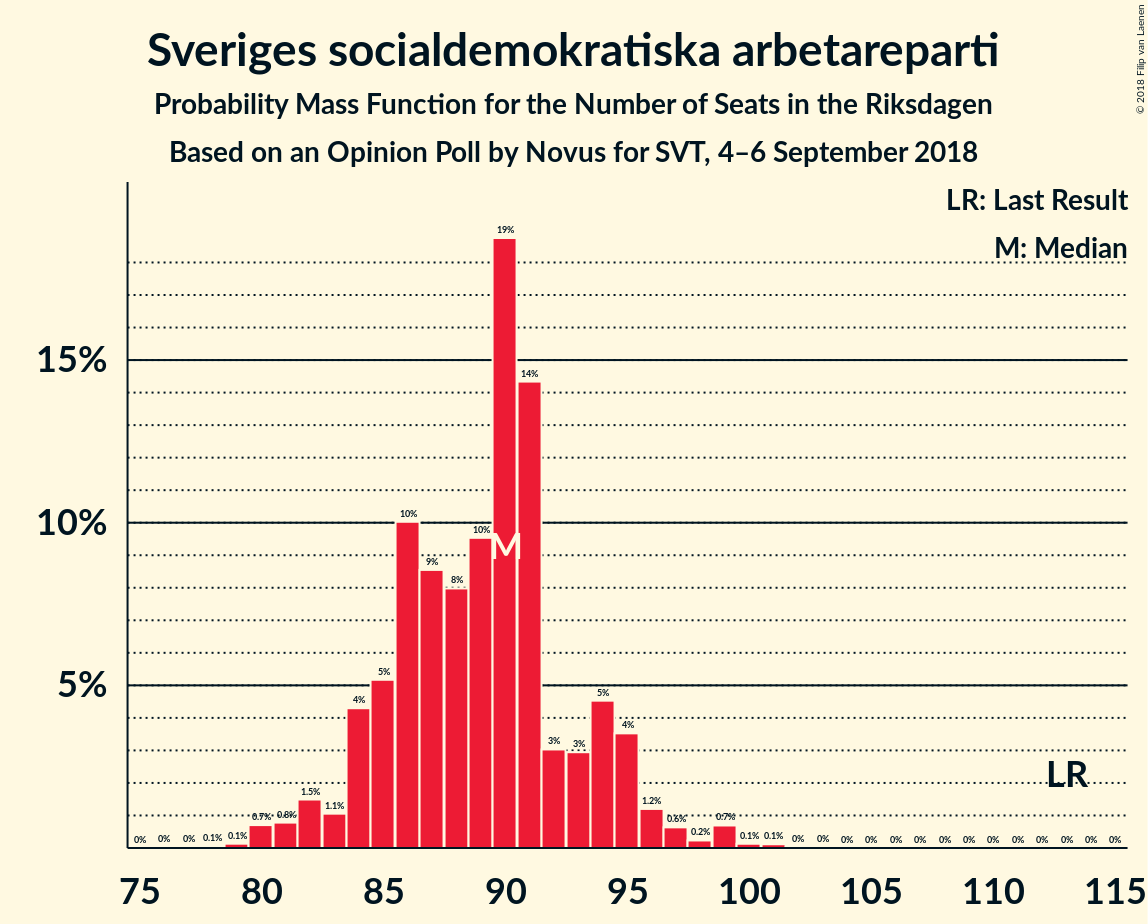 Sveriges socialdemokratiska arbetareparti
Probability Mass Function for the Number of Seats in the Riksdagen
Based on an Opinion Poll by Novus for SVT, 4–6 September 2018
© 2018 Filip van Laenen
LR: Last Result
M: Median
15%
10%
5%
0% 0% 0% 0.1% 0.1% 0.7% 0.8% 1.5% 1.1% 4% 5% 10% 9% 8% 10% 19% 14% 3% 3% 5% 4% 1.2% 0.6% 0.2% 0.7% 0.1% 0.1% 0% 0% 0% 0% 0% 0% 0% 0% 0% 0% 0% 0% 0% 0%
M
LR
75 80 85 90 95 100 105 110 115